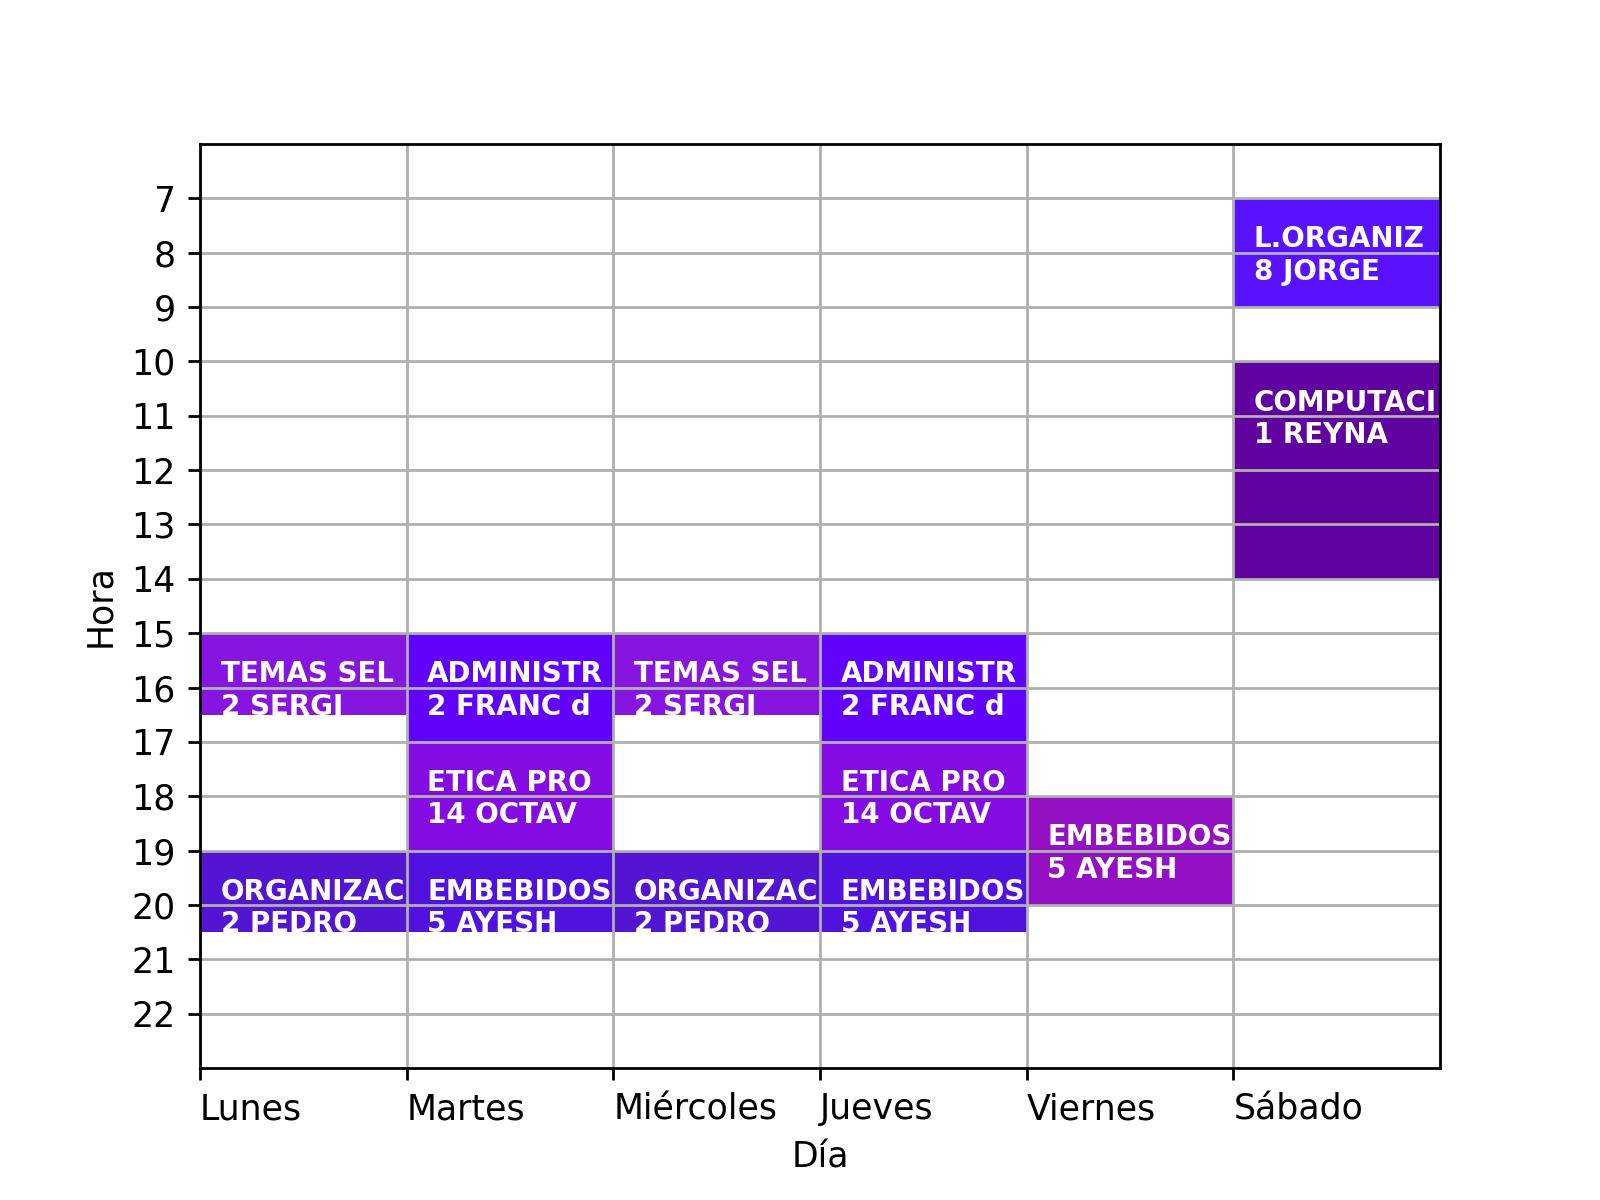 7
L.ORGANIZ
8
8 JORGE
9
10
COMPUTACI
11
1 REYNA
12
13
14
Hora
15
TEMAS SEL ADMINISTR TEMAS SEL ADMINISTR
16
2 SERGI 2 FRANC d 2 SERGI 2 FRANC d
17
ETICA PRO ETICA PRO
18
14 OCTAV 14 OCTAV
EMBEBIDOS
19
5 AYESH
ORGANIZAC EMBEBIDOS ORGANIZAC EMBEBIDOS
20
2 PEDRO 5 AYESH 2 PEDRO 5 AYESH
21
22
Lunes Martes Miércoles Jueves Viernes Sábado
Día